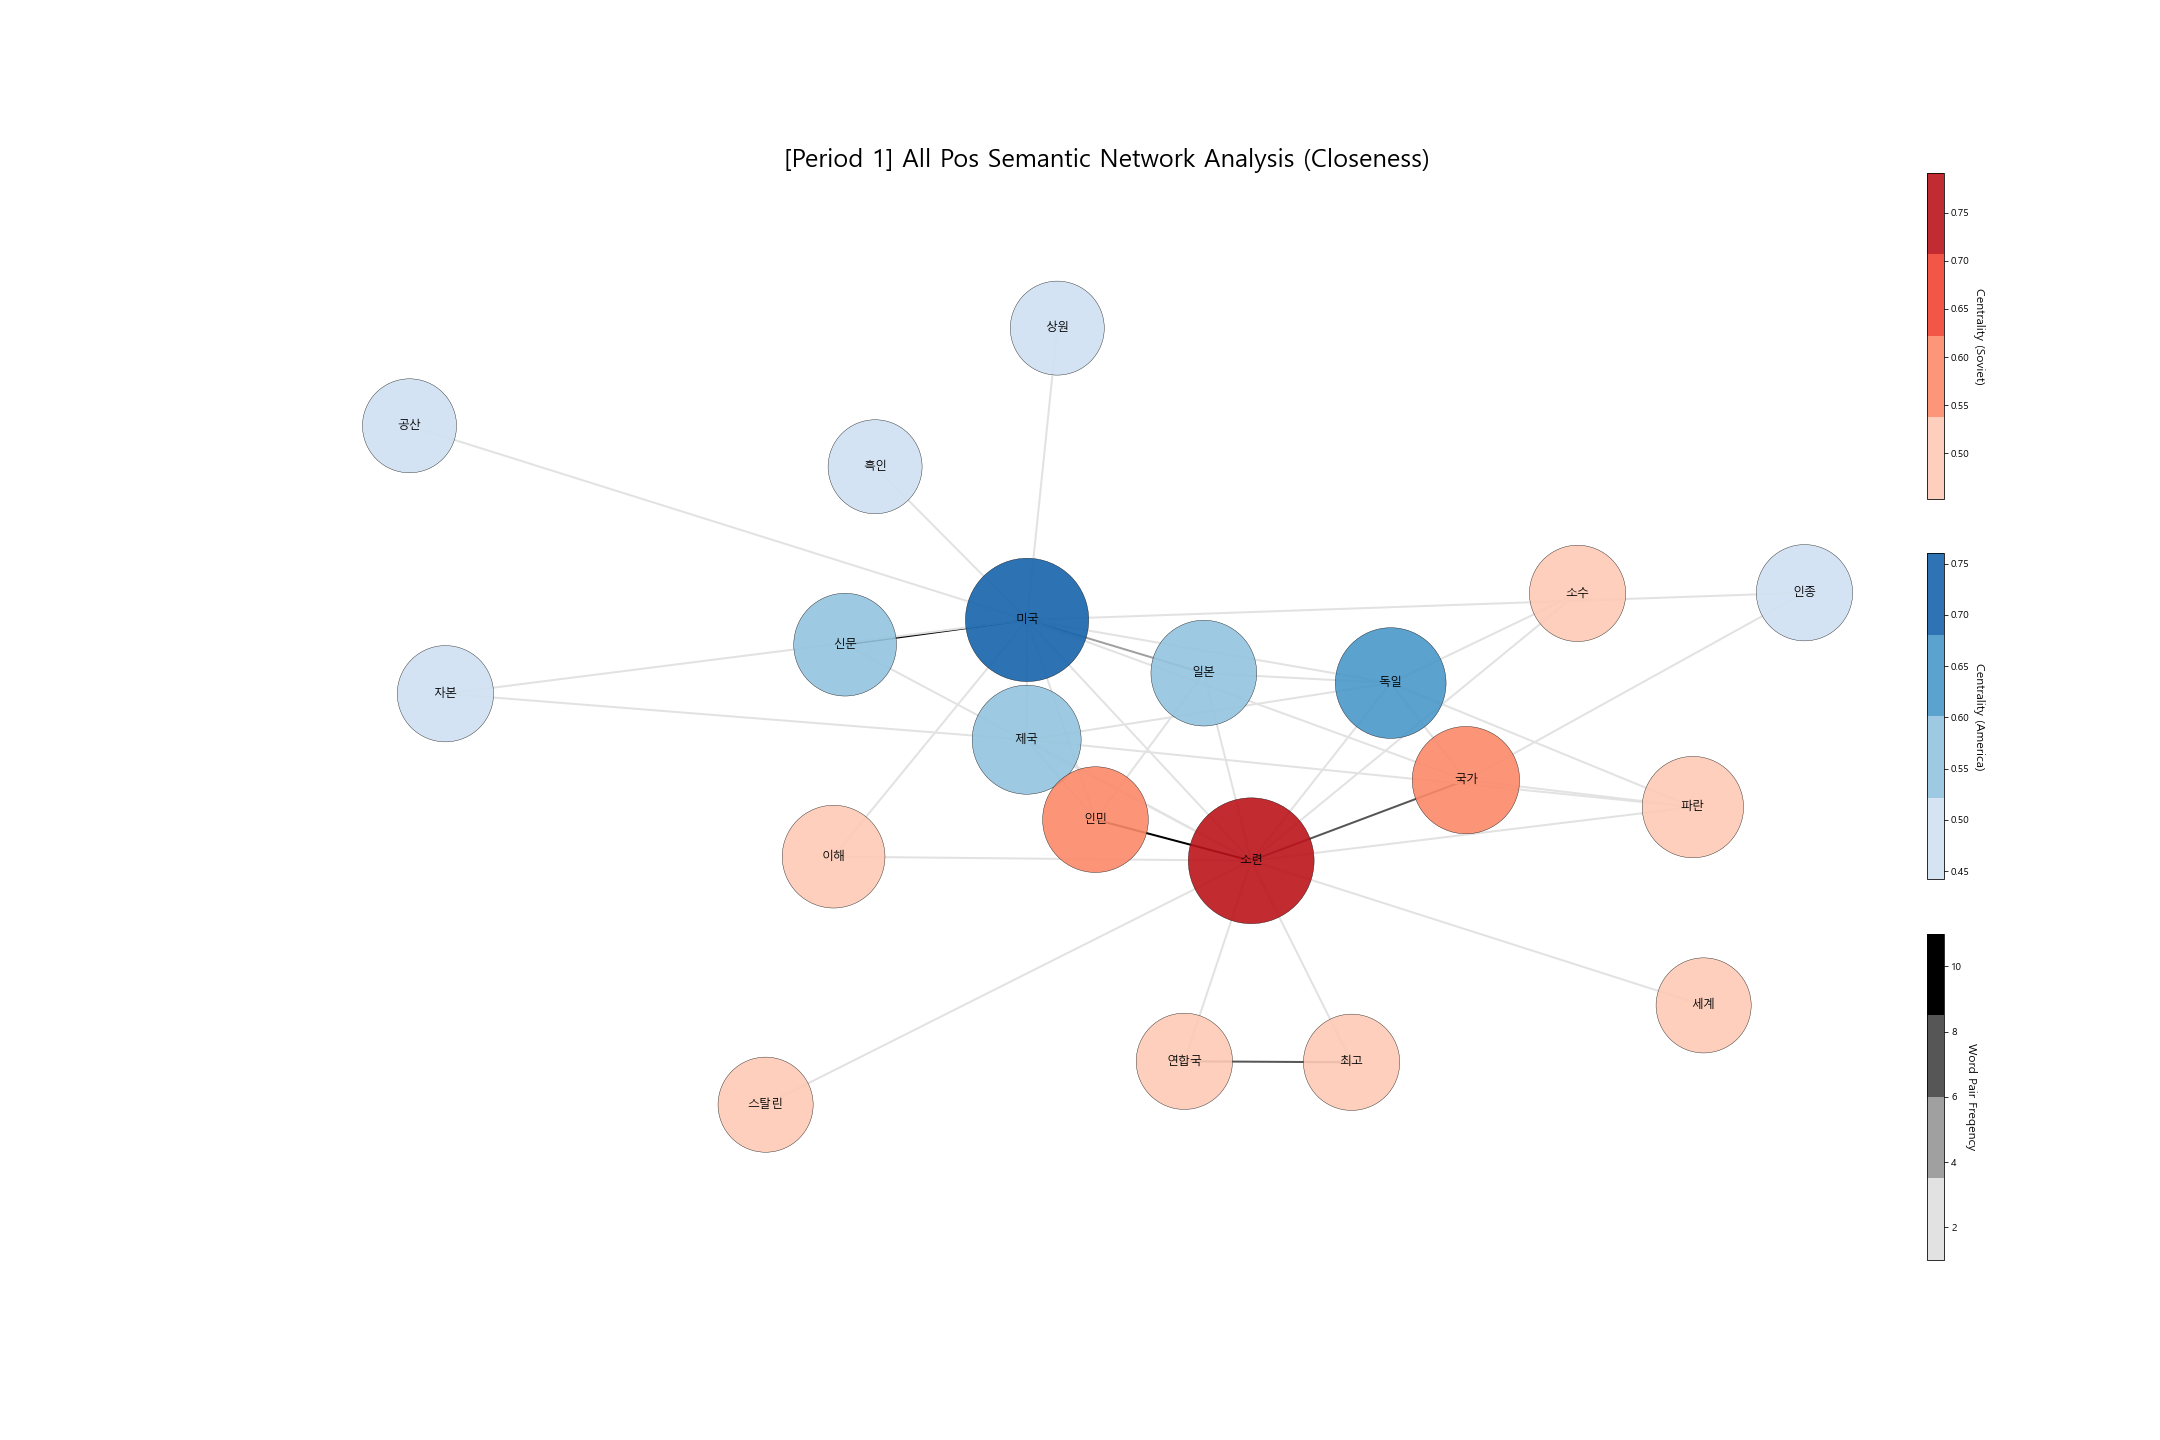 [Period 1] All Pos Semantic Network Analysis (Closeness)
상원
공산
흑인
소수
인종
미국
신문
일본
독일
자본
제국
국가
파란
인민
이해
소련
세계
연합국
최고
스탈린
0.75
0.70
0.65
0.60
0.55
0.50
Centrality (Soviet)
0.75
0.70
0.65
0.60
0.55
0.50
0.45
Centrality (America)
10
8
6
4
2
Word Pair Freqency